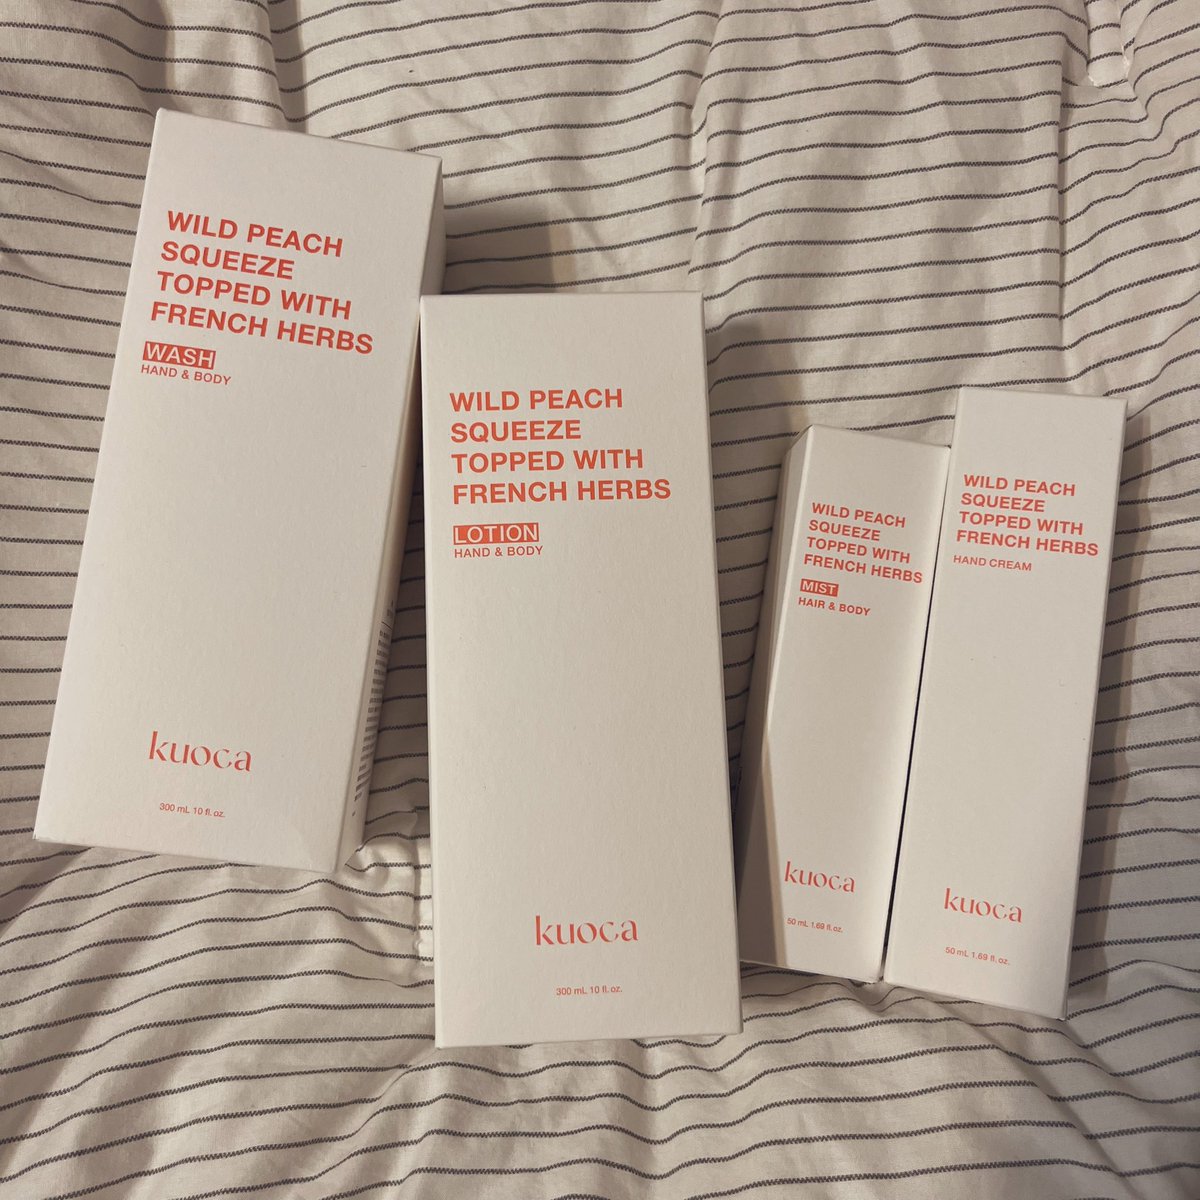 WILD PEACH
SQUEEZE
TOPPED WITH
FRENCH HERBS
WASH
HAND & BODY
kuoca
300 mL 10 fl. oz.
WILD PEACH
SQUEEZE
TOPPED WITH
FRENCH HERBS
LOTION
HAND & BODY
kuoca
300 mL 10 fl. oz.
WILD PEACH
SQUEEZE
TOPPED WITH
FRENCH HERBS
MIST
HAIR & BODY
kuoca
50 mL 1.69 fl. oz.
WILD PEACH
SQUEEZE
TOPPED WITH
FRENCH HERBS
HAND CREAM
kuoca
50 mL 1.69 fl. oz.